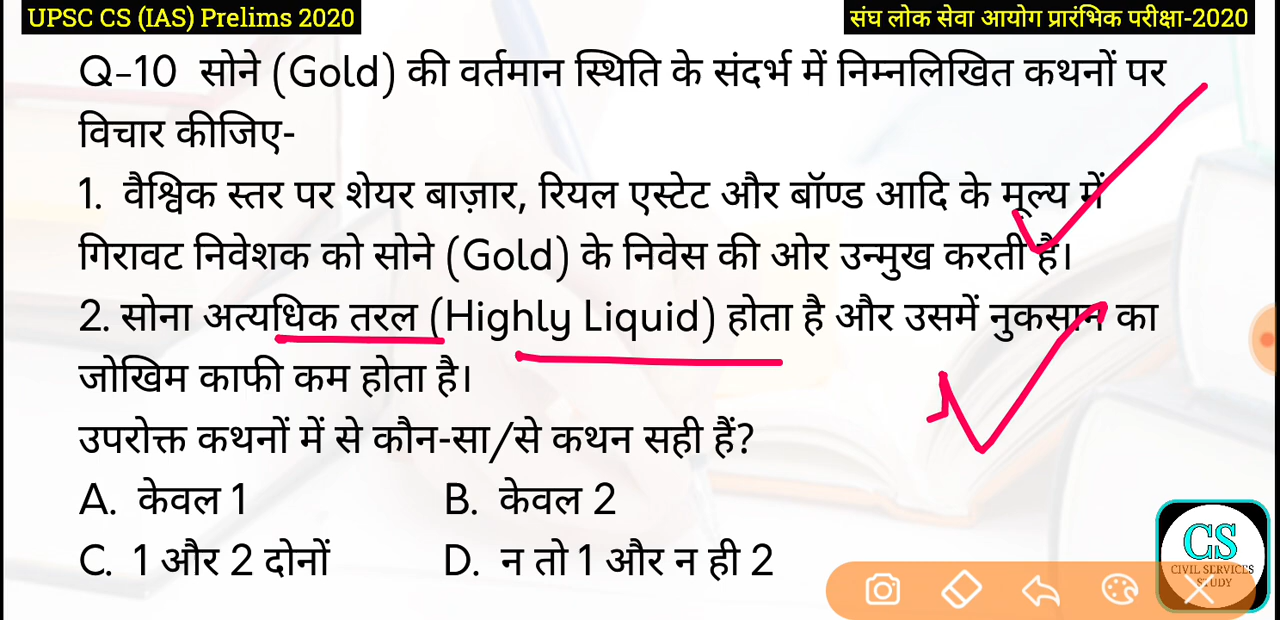 UPSC CS (IAS) Prelims 2020
संघ लोक सेवा आयोग प्रारंभिक परीक्षा-2020
Q-10 सोने (Gold) की वर्तमान स्थिति के संदर्भ में निम्नलिखित कथनों पर
विचार कीजिए-
1. वैश्विक स्तर पर शेयर बाज़ार, रियल एस्टेट और बॉण्ड आदि के मूल्य में
गिरावट निवेशक को सोने (Gold) के निवेस की ओर उन्मुख करती है।
2. सोना अत्यधिक तरल (Highly Liquid) होता है और उसमें नुकसान का
जोखिम काफी कम होता है।
उपरोक्त कथनों में से कौन-सा/से कथन सही हैं?
A. केवल 1 B. केवल 2
C. 1 और 2 दोनों D. न तो 1 और न ही 2
CS
CIVIL SERVICES
STUDY